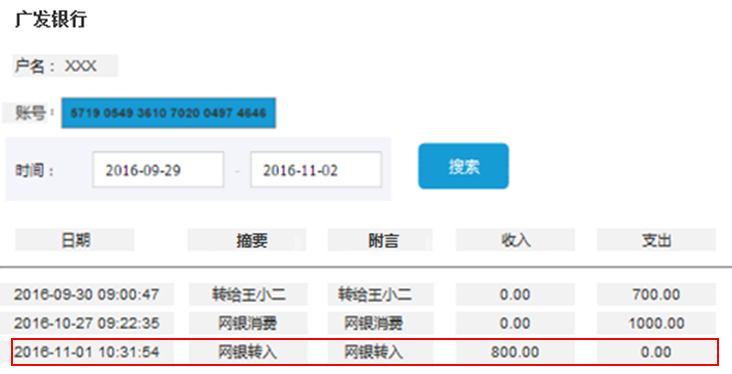 广发银行
户名： XXX
账号： 5719 0549 3610 7020 0497 4646
时间： 2016-09-29 - 2016-11-02 搜索
日期 摘要 附言 收入 支出
2016-09-30 09:00:47 转给王小二 转给王小二 0.00 700.00
2016-10-27 09:22:35 网银消费 网银消费 0.00 1000.00
2016-11-01 10:31:54 网银转入 网银转入 800.00 0.00